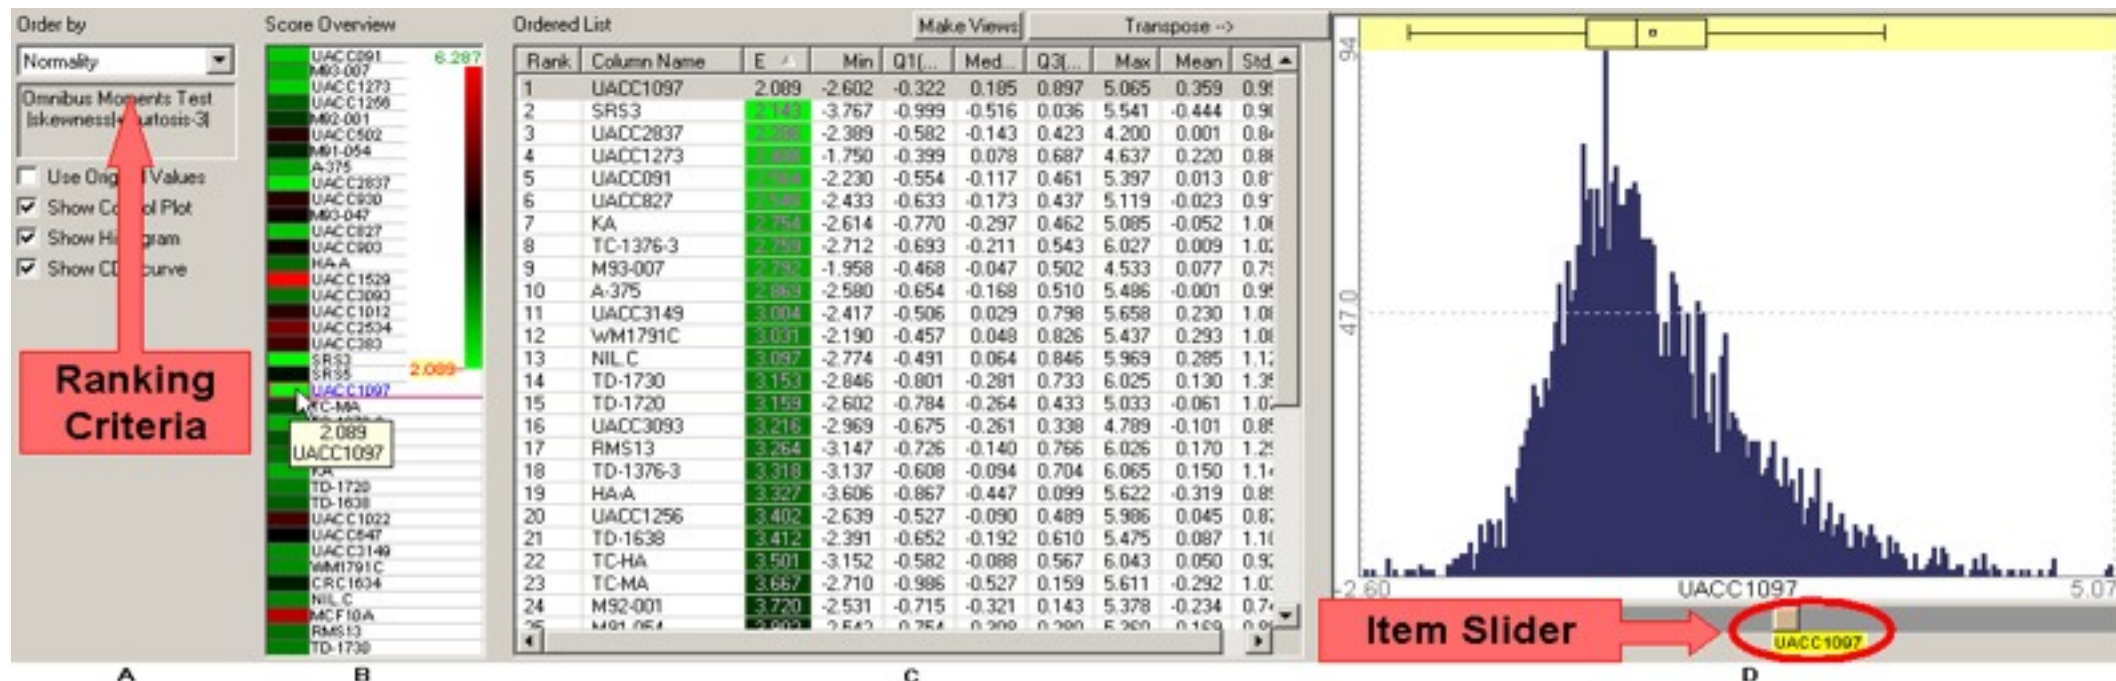 Order by
Normality
Omnibus Moments Test
Use Original Values
Show Control Plot
Show Histogram
Show CDF curve
Ranking
Criteria
A
Score Overview
6.287
UACC091
M93-007
UACC1273
UACC1256
M92-001
UACC502
M91-054
A-375
UACC2837
UACC930
M93-047
UACC827
UACC903
HA-A
UACC1529
UACC3093
UACC1012
UACC2534
UACC383
SRS3
SRS5
2.089
UACC1097
TC-MA
2.089
UACC1097
KA
TD-1720
TD-1638
UACC1022
UACC647
UACC3149
WM1791C
CRC1634
NIL.C
MCF10A
RMS13
TD-1730
B
Ordered List
Make Views
Transpose -->
Rank Column Name E Min Q1(... Med... Q3(... Max Mean Std.
1 UACC1097 2.089 -2.602 -0.322 0.185 0.897 5.065 0.359
2 SRS3 2.143 -3.767 -0.999 -0.516 0.036 5.541 -0.444
3 UACC2837 -2.389 -0.582 -0.143 0.423 4.200 0.001
4 UACC1273 -1.750 -0.399 0.078 0.687 4.637 0.220
5 UACC091 -2.230 -0.554 -0.117 0.461 5.397 0.013
6 UACC827 -2.433 -0.633 -0.173 0.437 5.119 -0.023
7 KA 2.754 -2.614 -0.770 -0.297 0.462 5.085 -0.052
8 TC-1376-3 2.759 -2.712 -0.693 -0.211 0.543 6.027 0.009
9 M93-007 2.792 -1.958 -0.468 -0.047 0.502 4.533 0.077
10 A-375 2.869 -2.580 -0.654 -0.168 0.510 5.486 -0.001
11 UACC3149 3.004 -2.417 -0.506 0.029 0.798 5.658 0.230
12 WM1791C 3.031 -2.190 -0.457 0.048 0.826 5.437 0.293
13 NIL.C 3.097 -2.774 -0.491 0.064 0.846 5.969 0.285
14 TD-1730 3.153 -2.846 -0.801 -0.281 0.733 6.025 0.130
15 TD-1720 3.159 -2.602 -0.784 -0.264 0.433 5.033 -0.061
16 UACC3093 3.216 -2.969 -0.675 -0.261 0.338 4.789 -0.101
17 RMS13 3.264 -3.147 -0.726 -0.140 0.766 6.026 0.170
18 TD-1376-3 3.318 -3.137 -0.608 -0.094 0.704 6.065 0.150
19 HA-A 3.327 -3.606 -0.867 -0.447 0.099 5.622 -0.319
20 UACC1256 3.402 -2.639 -0.527 -0.090 0.489 5.986 0.045
21 TD-1638 3.412 -2.391 -0.652 -0.192 0.610 5.475 0.087
22 TC-HA 3.501 -3.152 -0.582 -0.088 0.567 6.043 0.050
23 TC-MA 3.667 -2.710 -0.986 -0.527 0.159 5.611 -0.292
24 M92-001 3.720 -2.531 -0.715 -0.321 0.143 5.378 -0.234
C
94
47.0
-2.60 UACC1097 5.07
Item Slider
UACC1097
D